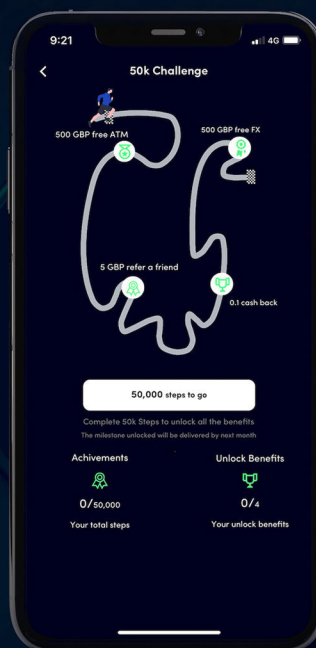 9:21
4G
50k Challenge
500 GBP free ATM
500 GBP free FX
5 GBP refer a friend
0.1 cash back
50,000 steps to go
Complete 50k Steps to unlock all the benefits
The milestone unlocked will be delivered by next month
Achivements
Unlock Benefits
0/50,000
0/4
Your total steps
Your unlock benefits